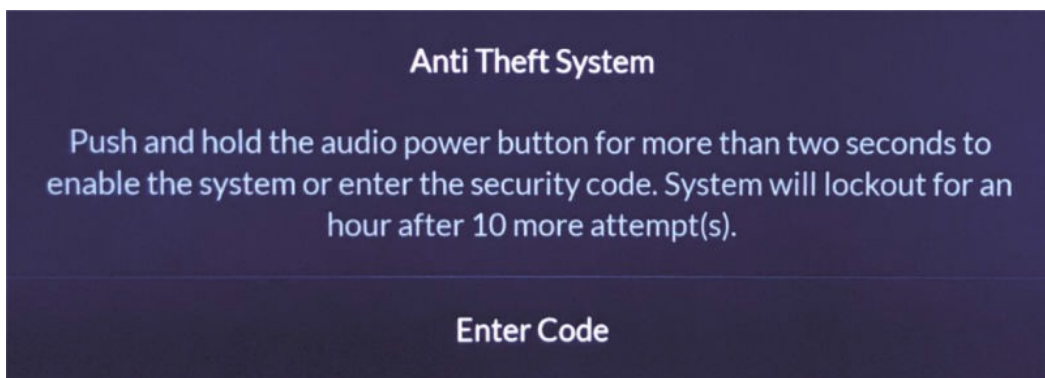 Anti Theft System
Push and hold the audio power button for more than two seconds to
enable the system or enter the security code. System will lockout for an
hour after 10 more attempt(s).
Enter Code